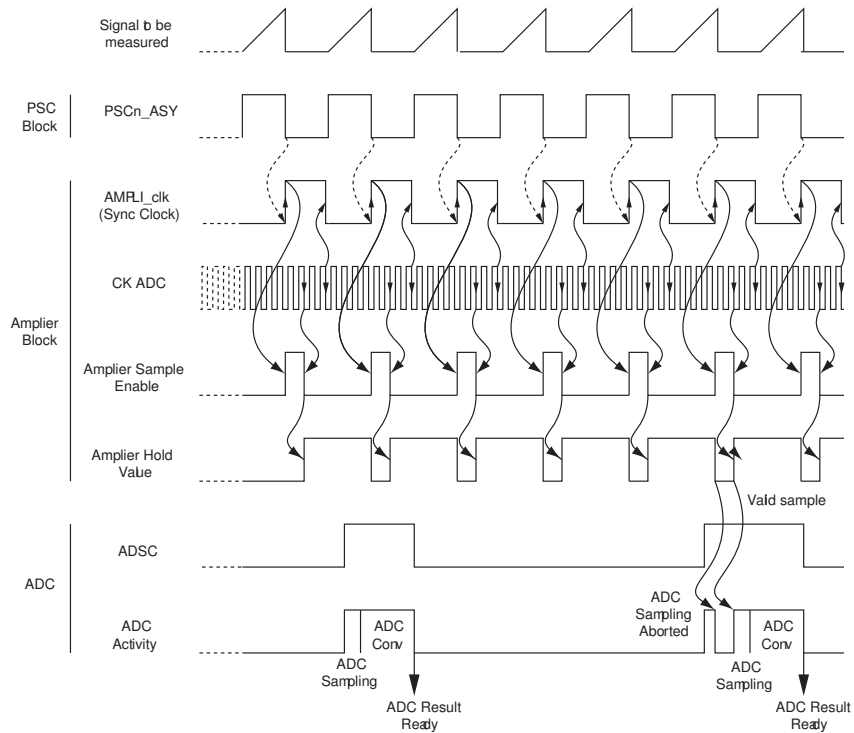 Signal to be
measured
PSC
Block
PSCn_ASY
AMPLI_clk
(Sync Clock)
CK ADC
Amplier
Block
Amplier Sample
Enable
Amplier Hold
Value
Valid sample
ADSC
ADC
ADC
Activity
ADC
Conv
ADC
Sampling
ADC Result
Ready
ADC
Sampling
Aborted
ADC
Conv
ADC
Sampling
ADC Result
Ready